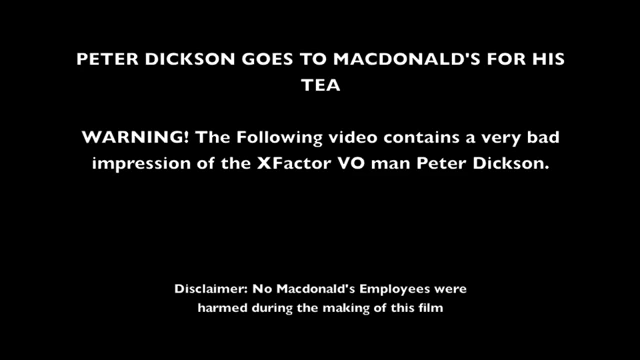 PETER DICKSON GOES TO MACDONALD'S FOR HIS
TEA
WARNING! The Following video contains a very bad
impression of the XFactor VO man Peter Dickson.
Disclaimer: No Macdonald's Employees were
harmed during the making of this film